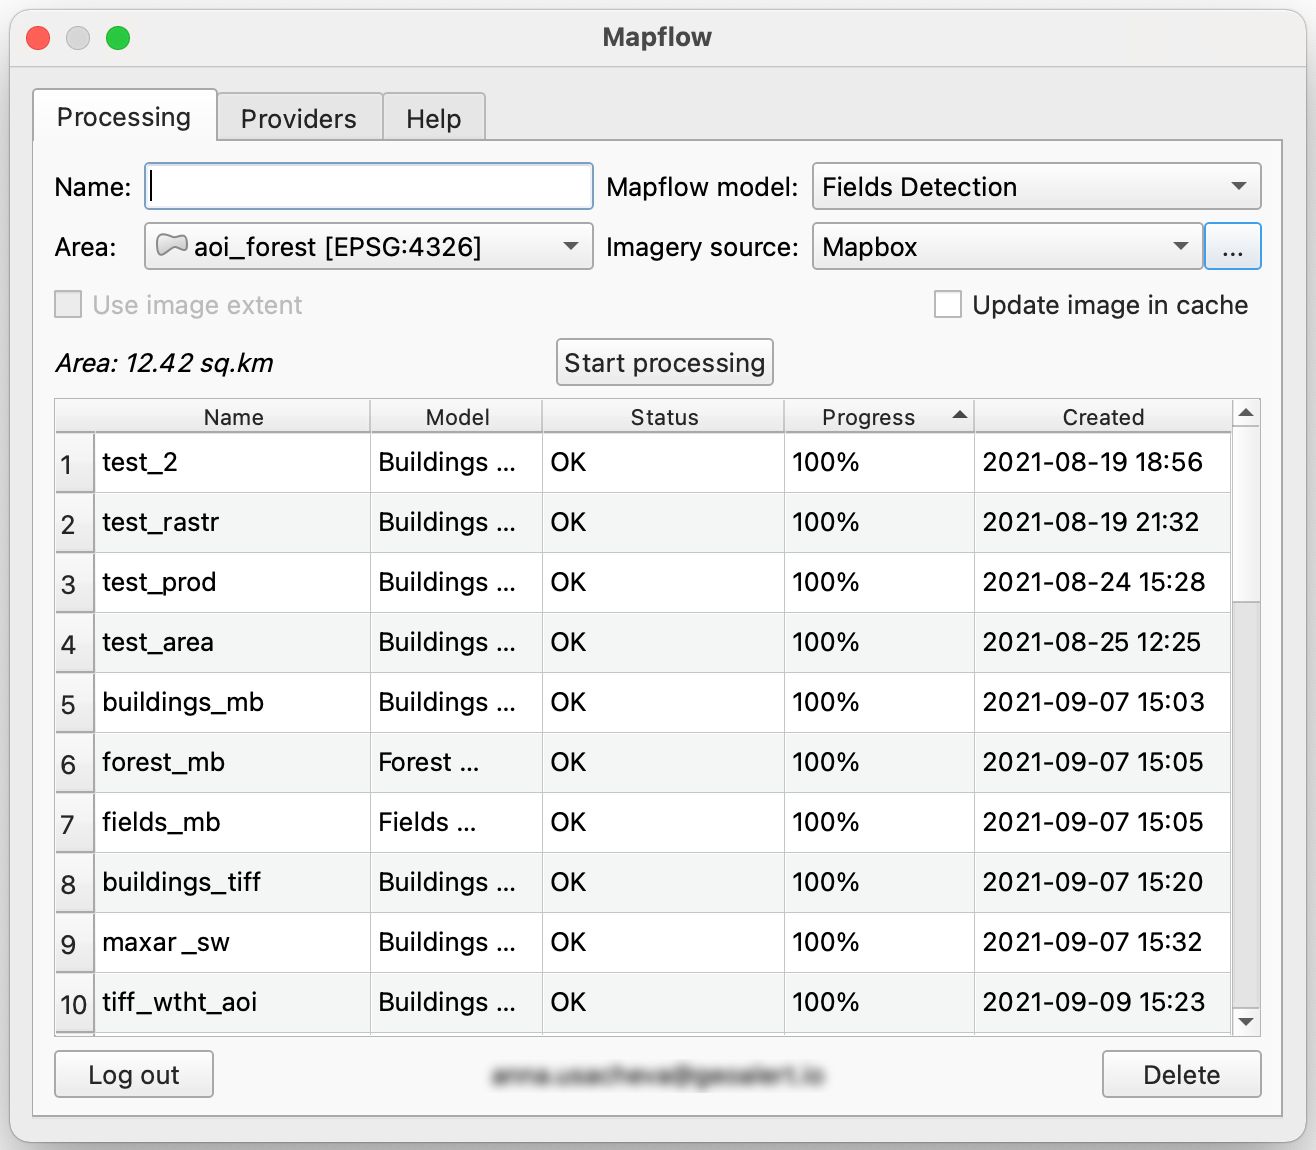 Mapflow
Processing Providers Help
Name: Mapflow model: Fields Detection
Area: aoi_forest [EPSG:4326] Imagery source: Mapbox ...
Use image extent Update image in cache
Area: 12.42 sq.km Start processing
Name Model Status Progress Created
1 test_2 Buildings ... OK 100% 2021-08-19 18:56
2 test_rastr Buildings ... OK 100% 2021-08-19 21:32
3 test_prod Buildings ... OK 100% 2021-08-24 15:28
4 test_area Buildings ... OK 100% 2021-08-25 12:25
5 buildings_mb Buildings ... OK 100% 2021-09-07 15:03
6 forest_mb Forest ... OK 100% 2021-09-07 15:05
7 fields_mb Fields ... OK 100% 2021-09-07 15:05
8 buildings_tiff Buildings ... OK 100% 2021-09-07 15:20
9 maxar _sw Buildings ... OK 100% 2021-09-07 15:32
10 tiff_wtht_aoi Buildings ... OK 100% 2021-09-09 15:23
Log out Delete